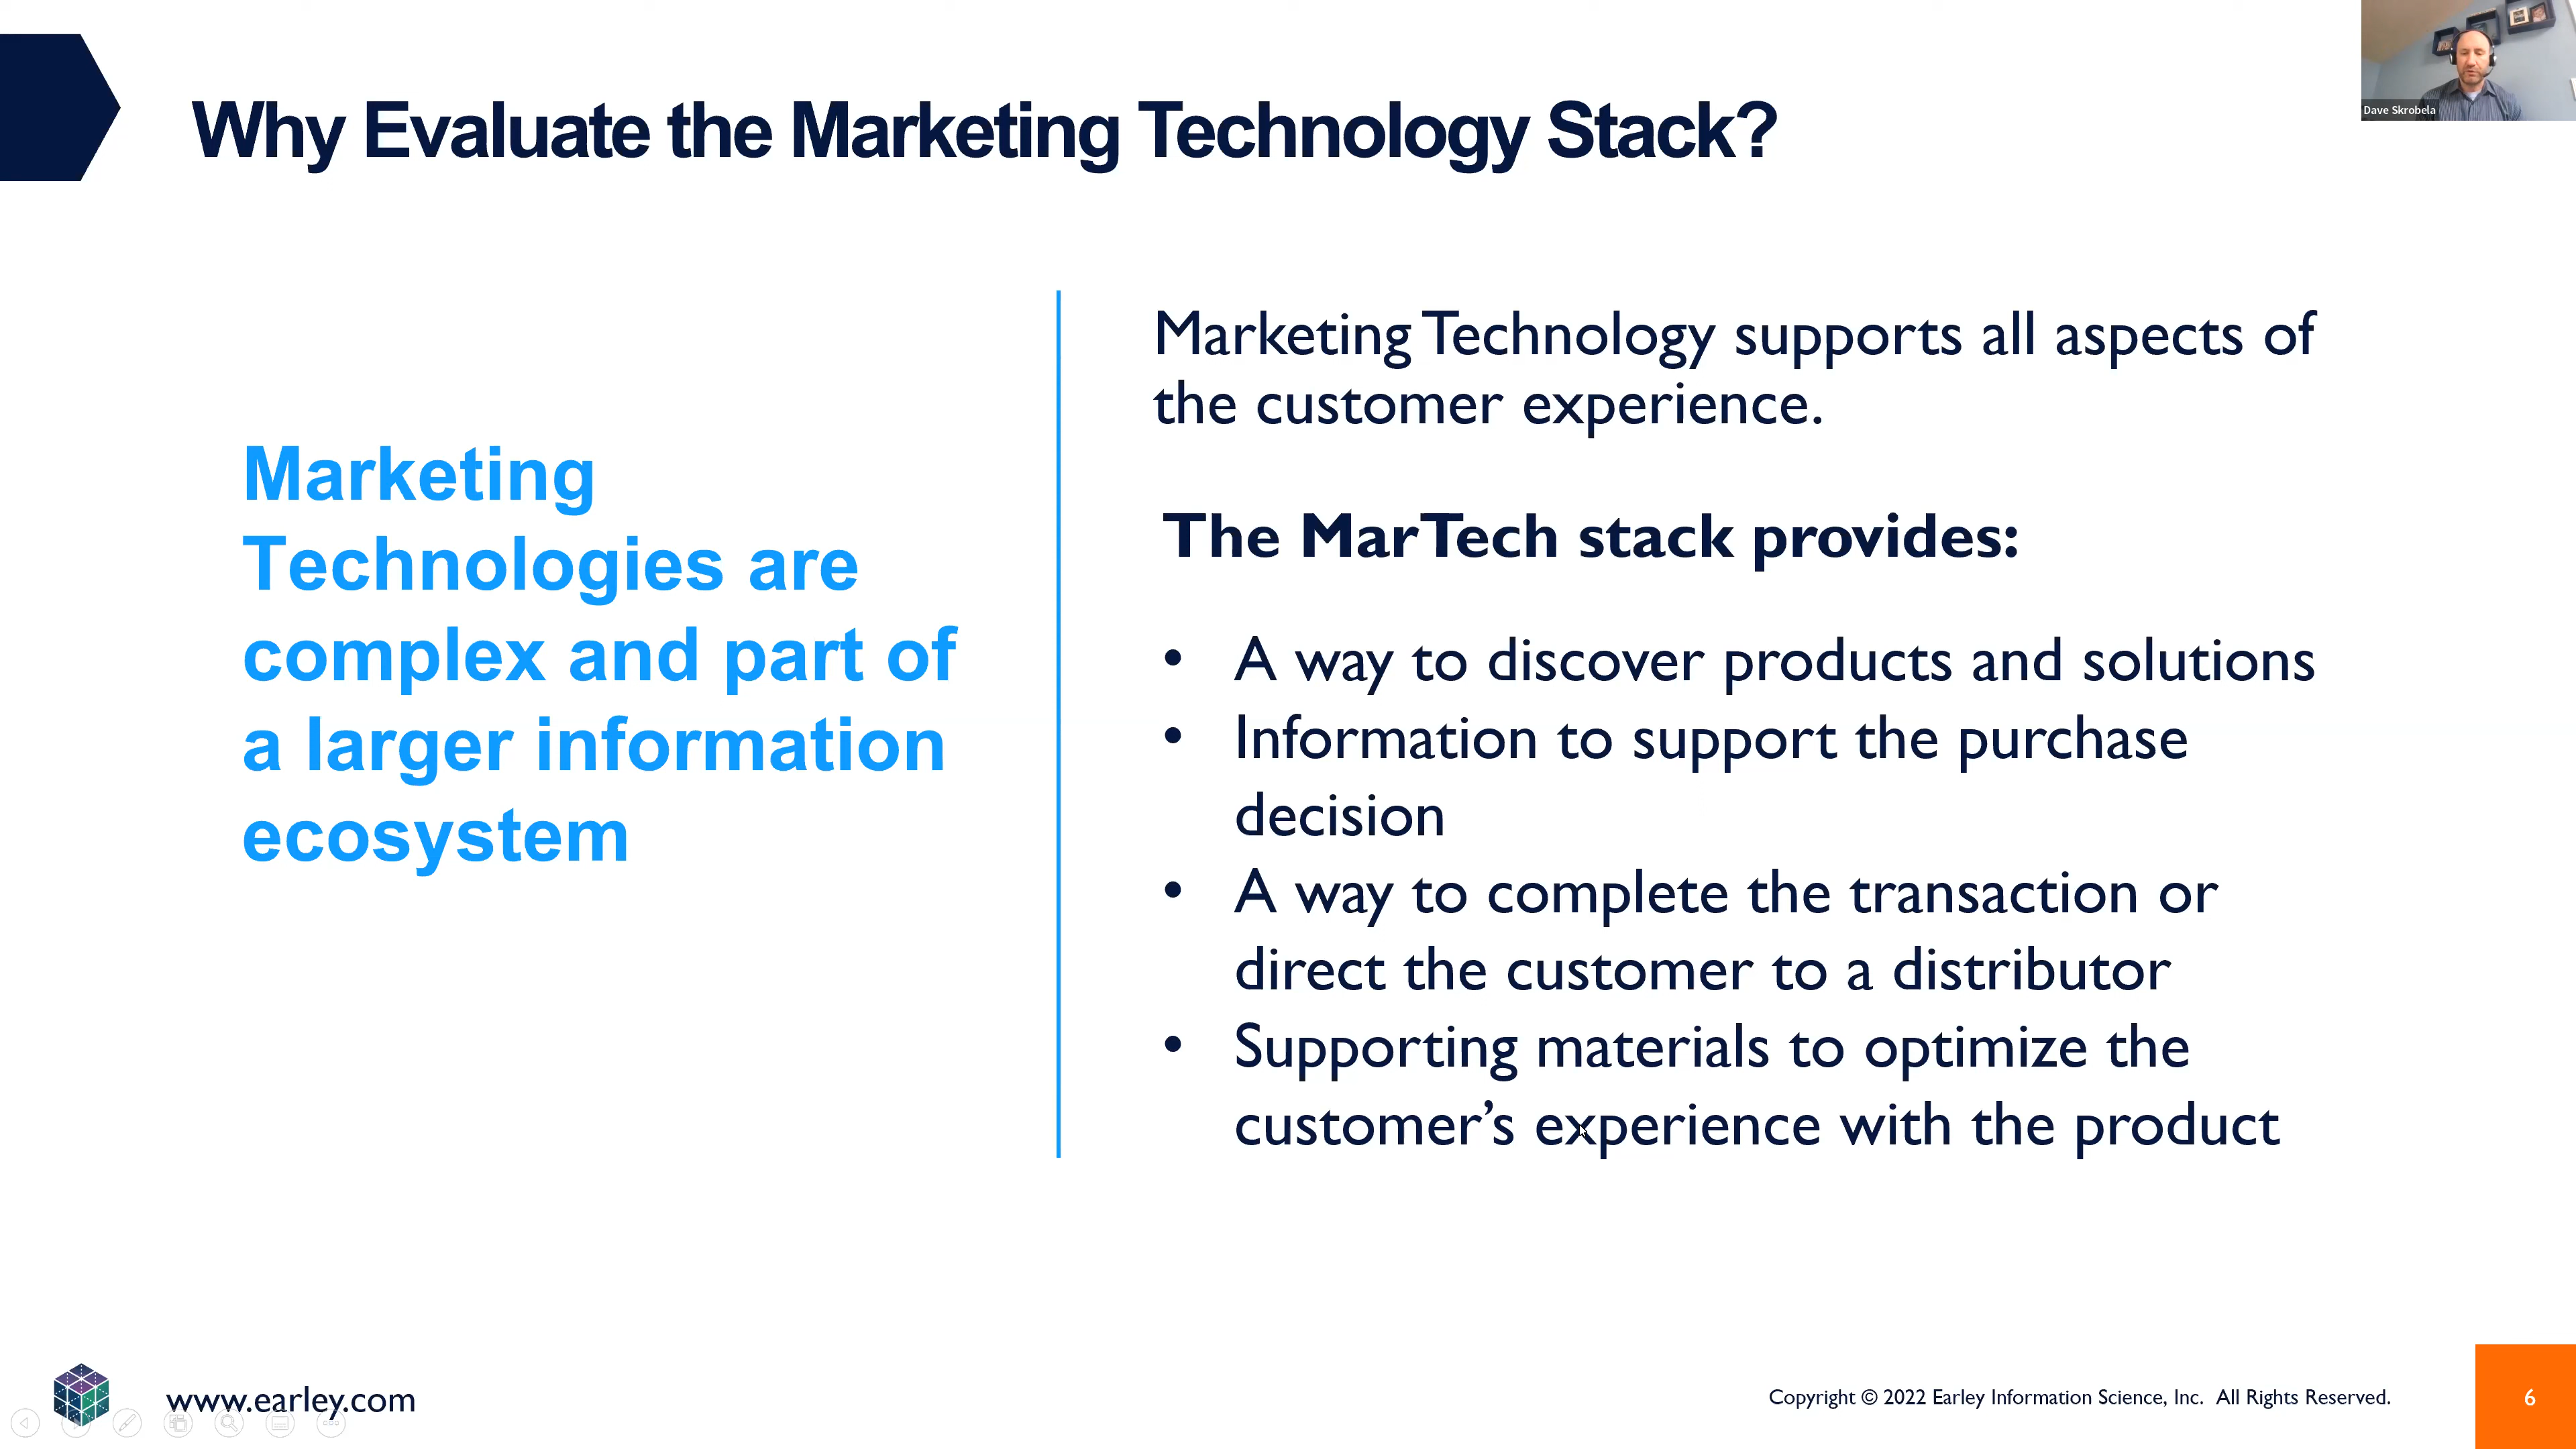 Dave Skrobela
Why Evaluate the Marketing Technology Stack?
Marketing
Technologies are
complex and part of
a larger information
ecosystem
Marketing Technology supports all aspects of
the customer experience.
The MarTech stack provides:
• A way to discover products and solutions
• Information to support the purchase
decision
• A way to complete the transaction or
direct the customer to a distributor
• Supporting materials to optimize the
customer’s experience with the product
www.earley.com
Copyright © 2022 Earley Information Science, Inc. All Rights Reserved.
6